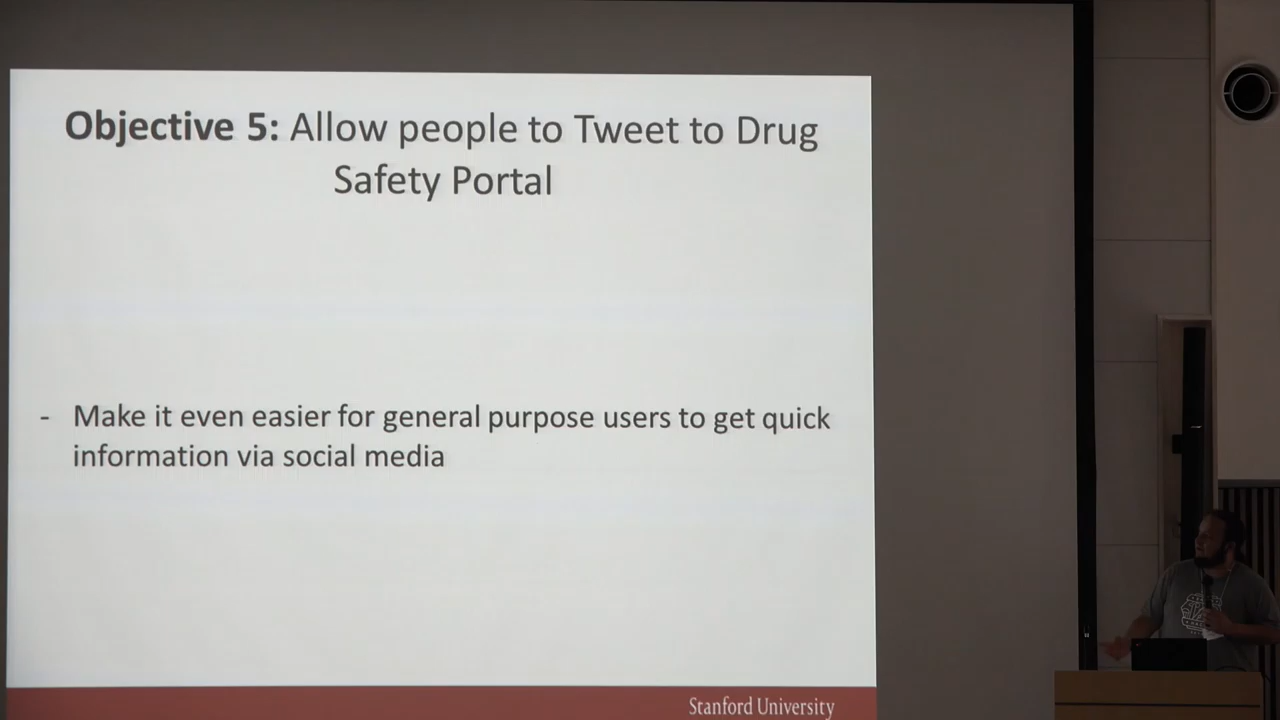 Objective 5: Allow people to Tweet to Drug
Safety Portal
- Make it even easier for general purpose users to get quick
information via social media
Stanford University